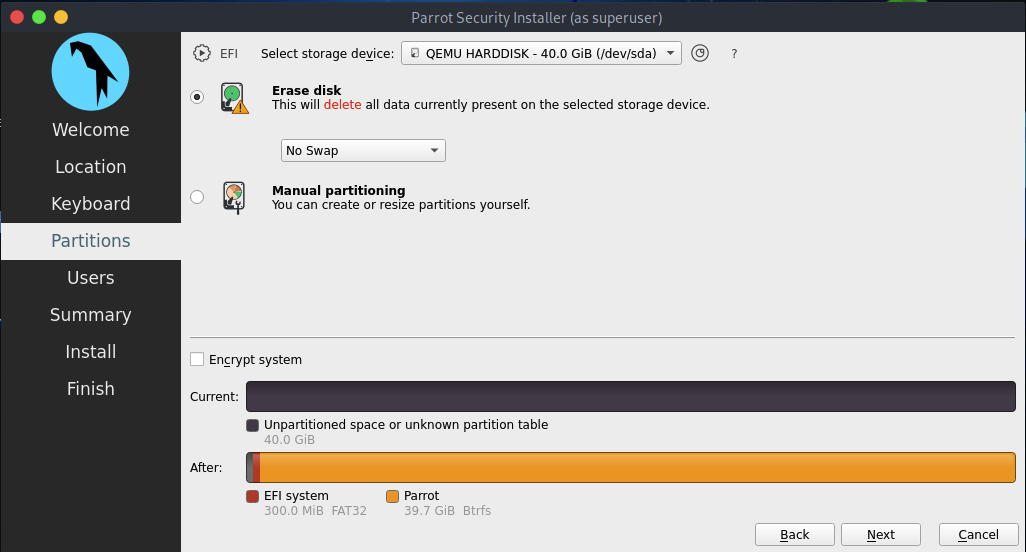 Parrot Security Installer (as superuser)
Welcome
Location
Keyboard
Partitions
Users
Summary
Install
Finish
EFI Select storage device: QEMU HARDDISK - 40.0 GiB (/dev/sda) ?
Erase disk
This will delete all data currently present on the selected storage device.
No Swap
Manual partitioning
You can create or resize partitions yourself.
Encrypt system
Current:
Unpartitioned space or unknown partition table
40.0 GiB
After:
EFI system Parrot
300.0 MiB FAT32 39.7 GiB Btrfs
Back Next Cancel